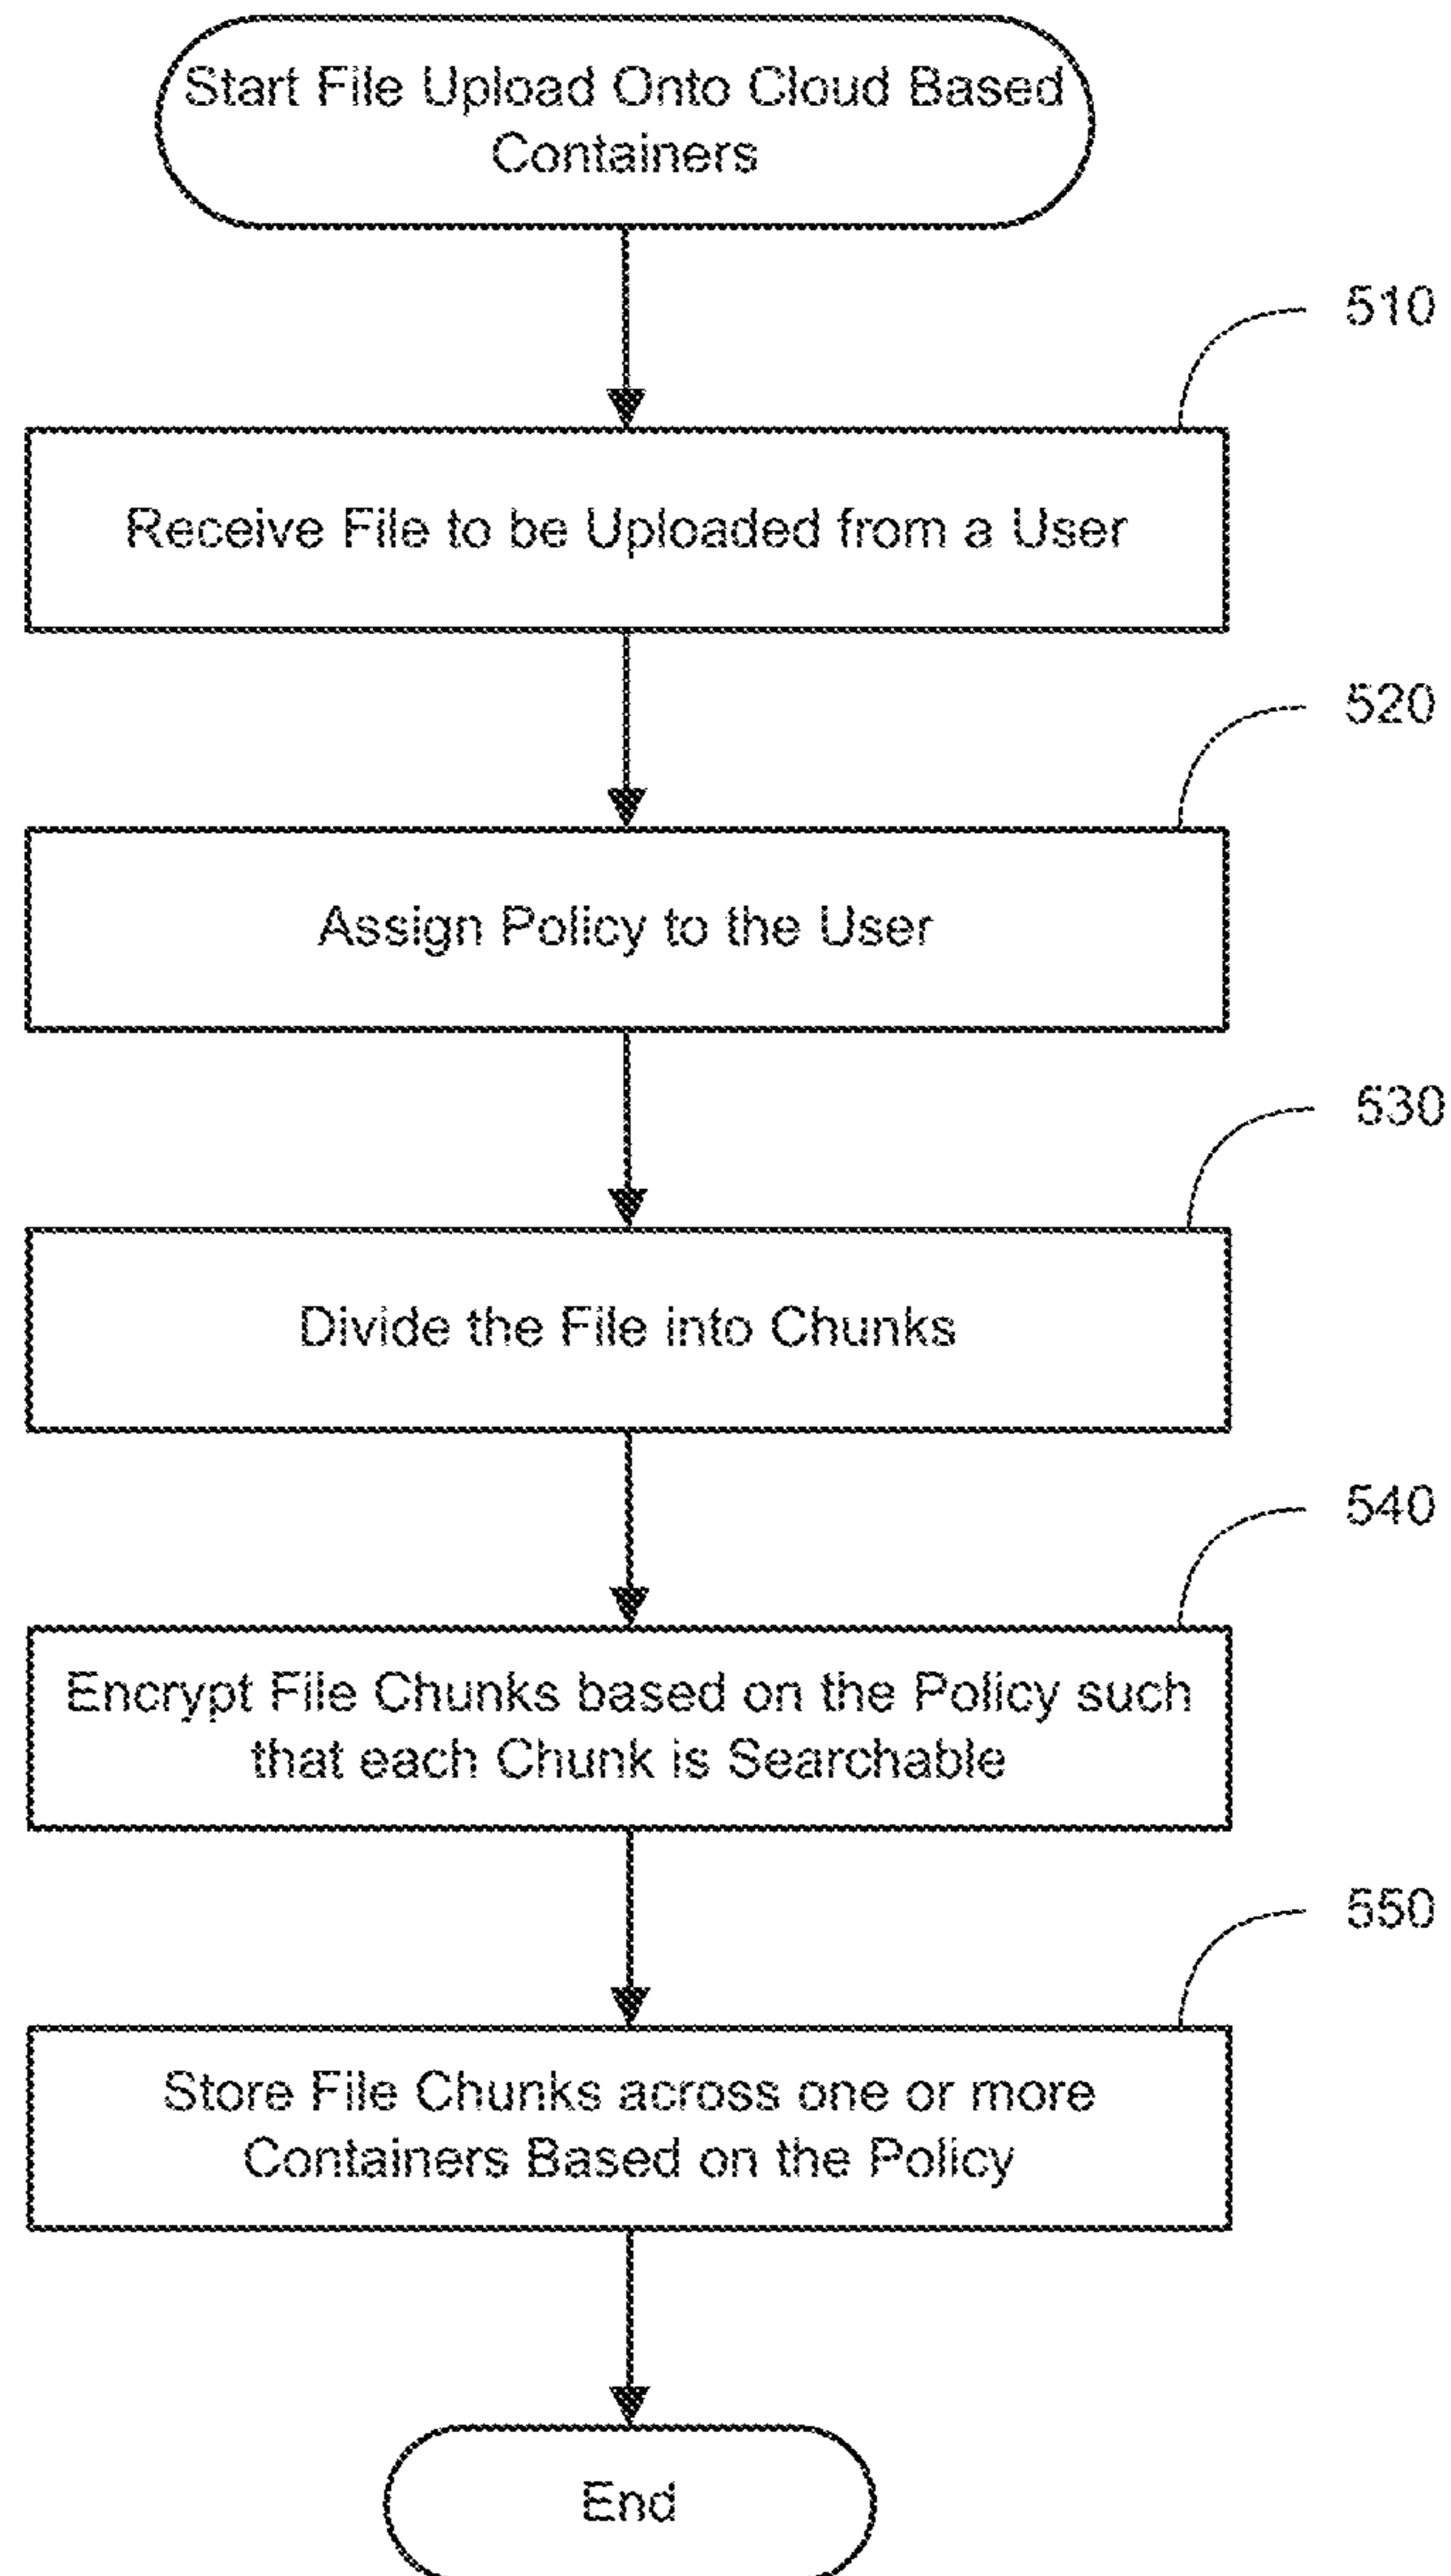 Start File Upload Onto Cloud Based
Containers
510
Receive File to be Uploaded from a User
520
Assign Policy to the User
530
Divide the File into Chunks
540
Encrypt File Chunks based on the Policy such
that each Chunk is Searchable
550
Store File Chunks across one or more
Containers Based on the Policy
End